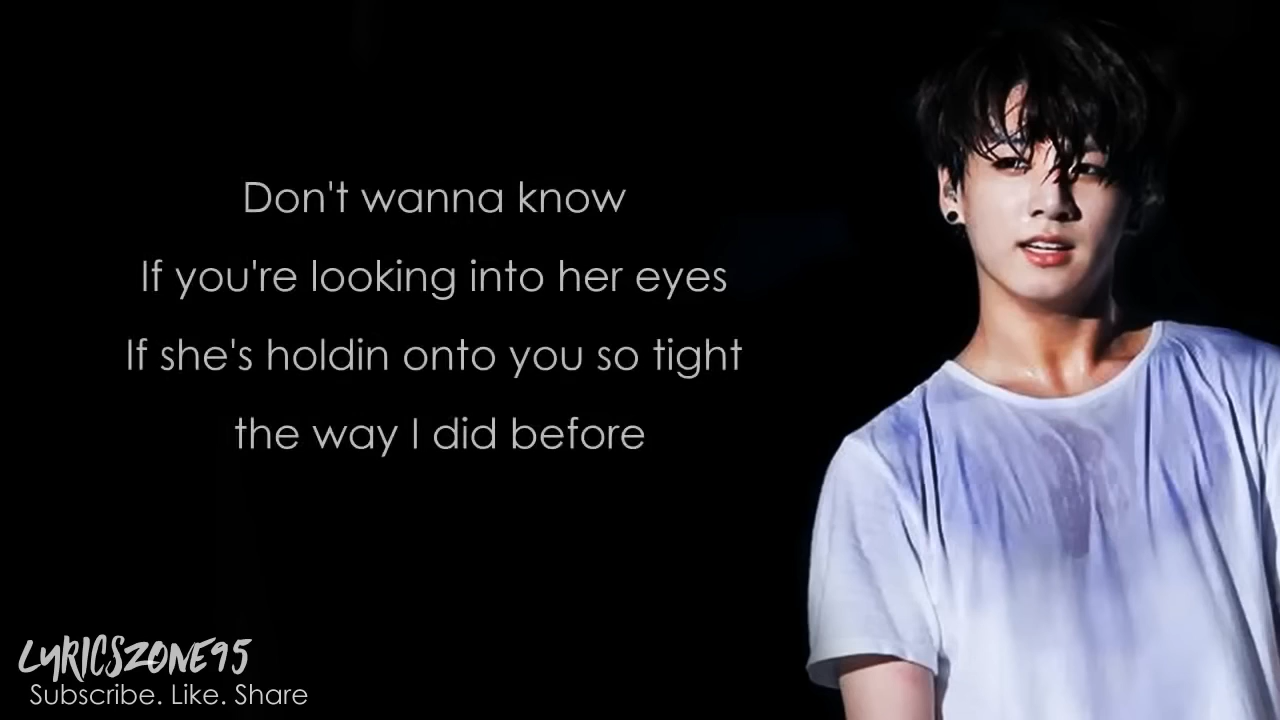 Don't wanna know
If you're looking into her eyes
If she's holdin onto you so tight
the way I did before
LYRICSZONE95
Subscribe. Like. Share